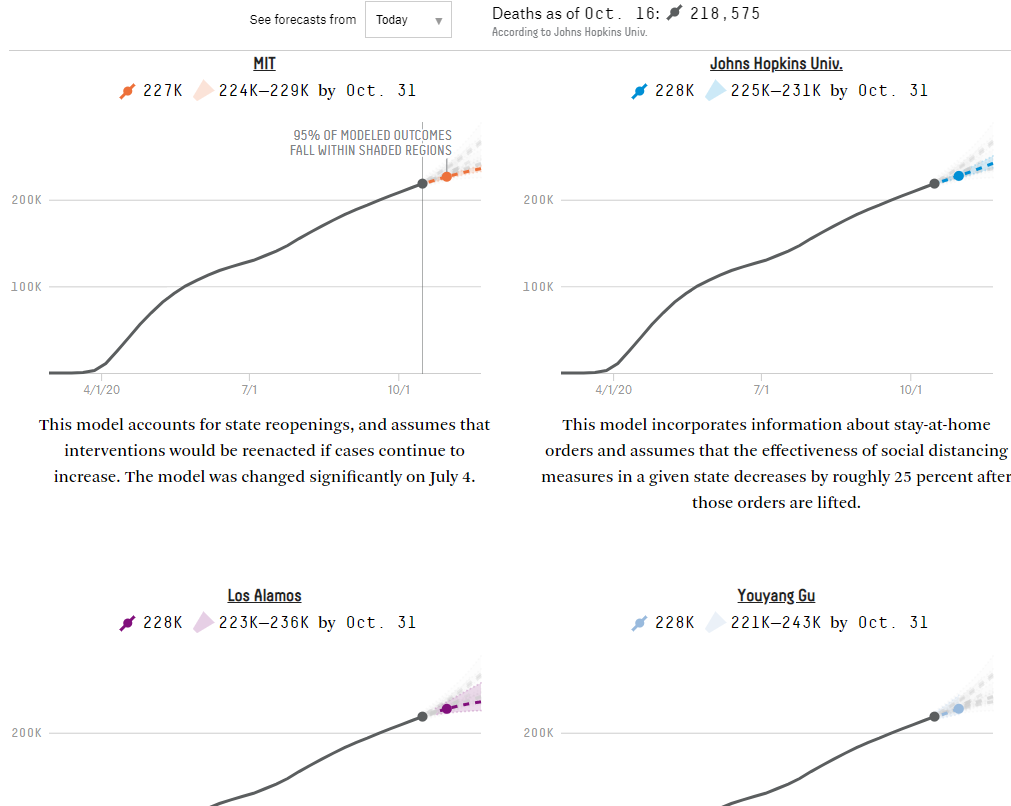 See forecasts from Today ▼ Deaths as of Oct. 16: 218,575
According to Johns Hopkins Univ.
MIT
227K 224K–229K by Oct. 31
95% OF MODELED OUTCOMES
FALL WITHIN SHADED REGIONS
200K
100K
4/1/20 7/1 10/1
This model accounts for state reopenings, and assumes that
interventions would be reenacted if cases continue to
increase. The model was changed significantly on July 4.
Johns Hopkins Univ.
228K 225K–231K by Oct. 31
200K
100K
4/1/20 7/1 10/1
This model incorporates information about stay-at-home
orders and assumes that the effectiveness of social distancing
measures in a given state decreases by roughly 25 percent after
those orders are lifted.
Los Alamos
228K 223K–236K by Oct. 31
200K
Youyang Gu
228K 221K–243K by Oct. 31
200K